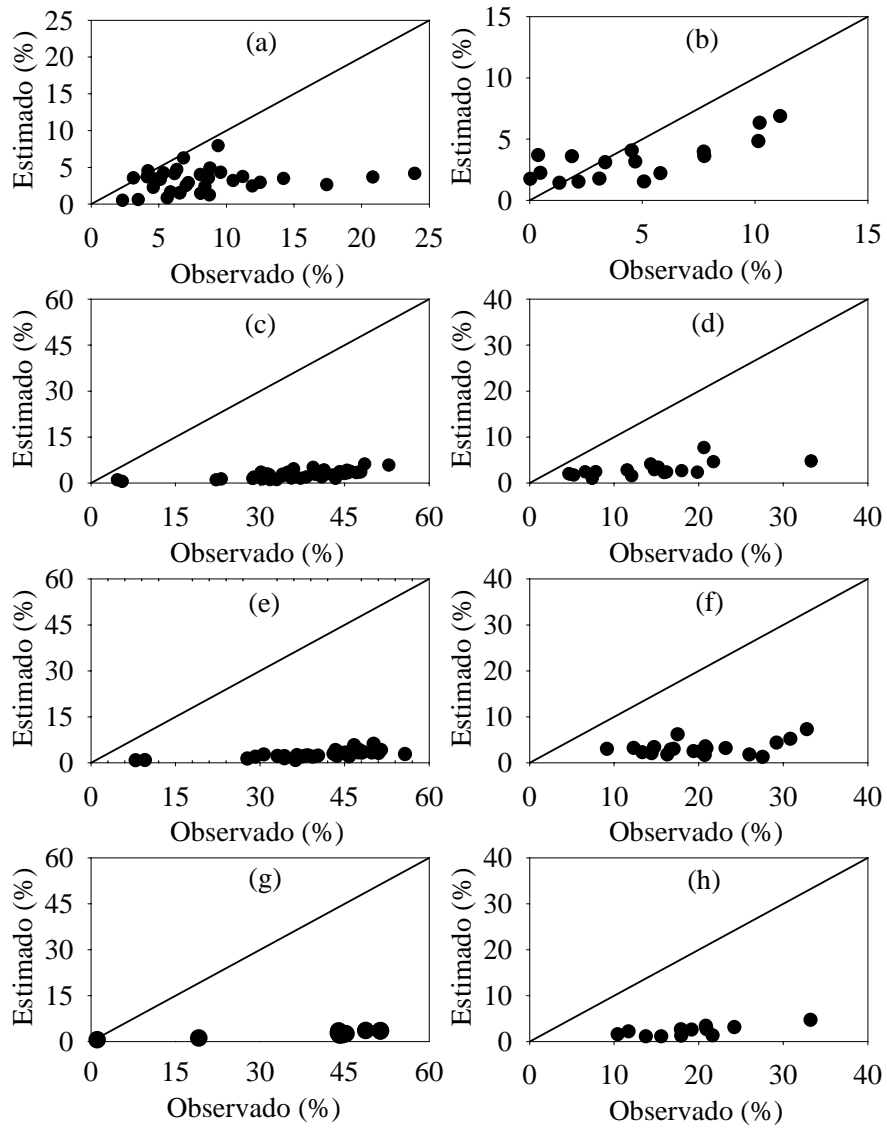 25
20
15
10
5
0
Estimado (%)
(a)
0 5 10 15 20 25
Observado (%)
15
10
5
0
Estimado (%)
(b)
0 5 10 15
Observado (%)
60
45
30
15
0
Estimado (%)
(c)
0 15 30 45 60
Observado (%)
40
30
20
10
0
Estimado (%)
(d)
0 10 20 30 40
Observado (%)
60
45
30
15
0
Estimado (%)
(e)
0 15 30 45 60
Observado (%)
40
30
20
10
0
Estimado (%)
(f)
0 10 20 30 40
Observado (%)
60
45
30
15
0
Estimado (%)
(g)
0 15 30 45 60
Observado (%)
40
30
20
10
0
Estimado (%)
(h)
0 10 20 30 40
Observado (%)